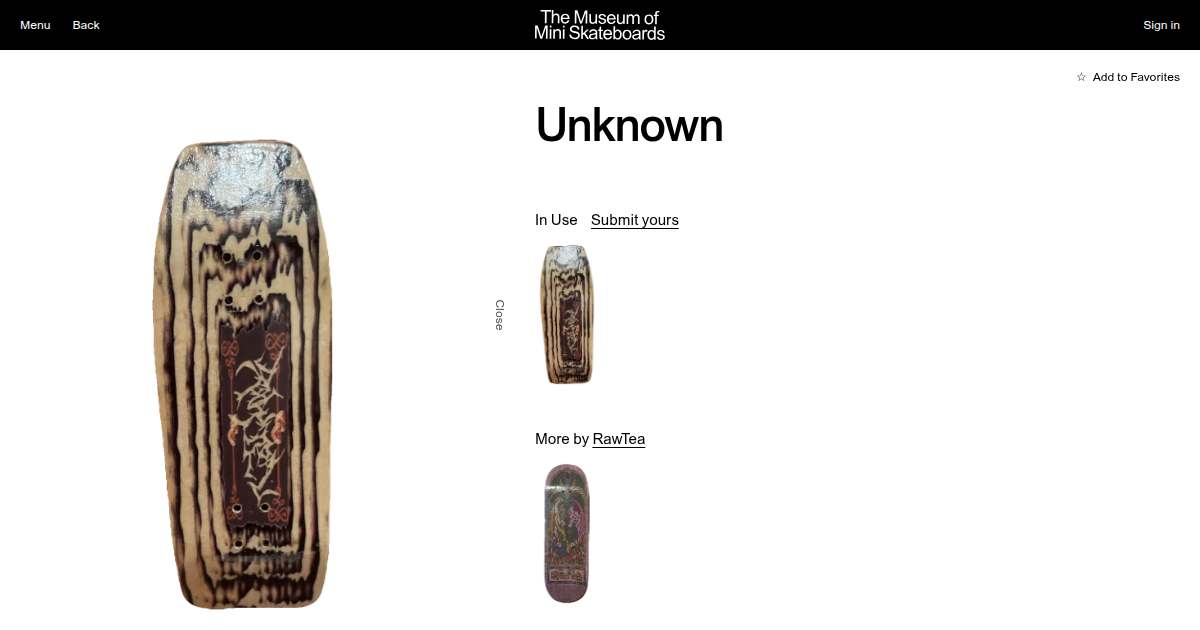 Menu
Back
The Museum of
Mini Skateboards
Sign in
☆ Add to Favorites
Unknown
In Use
Submit yours
Close
More by RawTea